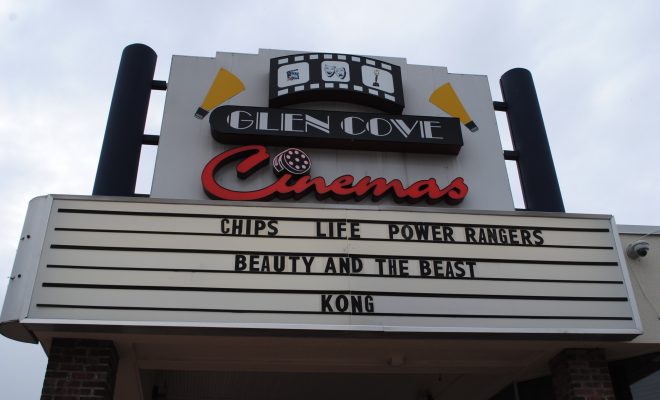 GLEN COVE
Cinemas
CHIPS LIFE POWER RANGERS
BEAUTY AND THE BEAST
KONG